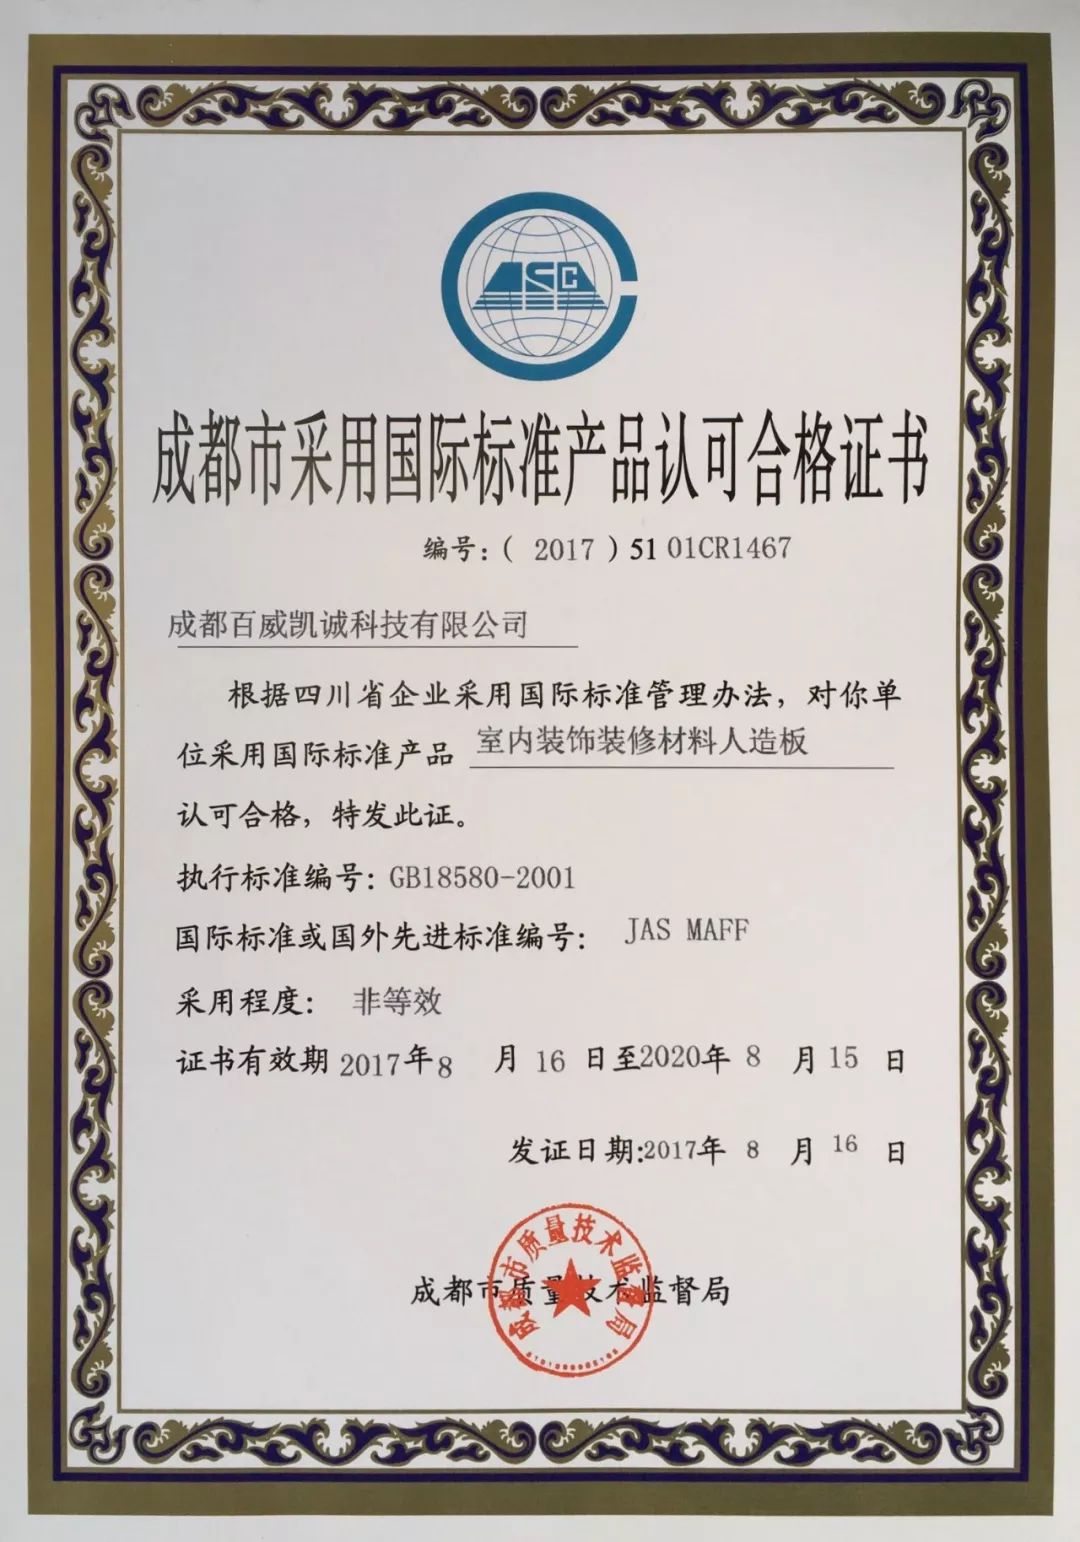 ASC
成都市采用国际标准产品认可合格证书
编号:( 2017 ) 51 01CR1467
成都百威凯诚科技有限公司
根据四川省企业采用国际标准管理办法，对你单
位采用国际标准产品 室内装饰装修材料人造板
认可合格，特发此证。
执行标准编号: GB18580-2001
国际标准或国外先进标准编号: JAS MAFF
采用程度: 非等效
证书有效期 2017年8 月 16 日至2020年 8 月 15 日
发证日期:2017年 8 月 16 日
成都市质量技术监督局
成都市质量技术监督局